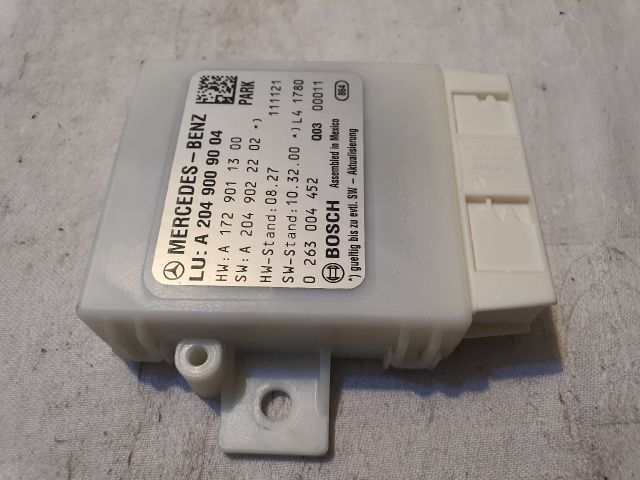 PARK
MERCEDES-BENZ
LU: A 204 900 90 04
HW: A 172 901 13 00
SW: A 204 902 22 02 *) 111121
HW-Stand:08.27
SW-Stand:10.32.00 *) L4 1780
0 263 004 452 Q03 00011
BOSCH Assembled in Mexico
*) gueltig bis zu evtl. SW - Aktualisierung
864